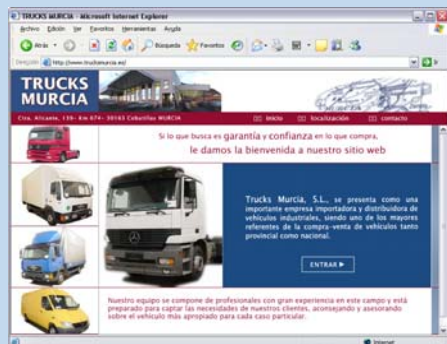 TRUCKS MURCIA - Microsoft Internet Explorer
Archivo Edición Ver Favoritos Herramientas Ayuda
Atrás Búsqueda Favoritos
Dirección http://www.trucksmurcia.es/ Ir
TRUCKS
MURCIA
Ctra. Alicante, 139- Km 674- 30163 Cobatillas MURCIA inicio localización contacto
Si lo que busca es garantía y confianza en lo que compra,
le damos la bienvenida a nuestro sitio web
Trucks Murcia, S.L., se presenta como una
importante empresa importadora y distribuidora de
vehículos industriales, siendo uno de los mayores
referentes de la compra-venta de vehículos tanto
provincial como nacional.
ENTRAR
Nuestro equipo se compone de profesionales con gran experiencia en este campo y está
preparado para captar las necesidades de nuestros clientes, aconsejando y asesorando
sobre el vehículo más apropiado para cada caso particular.
Internet